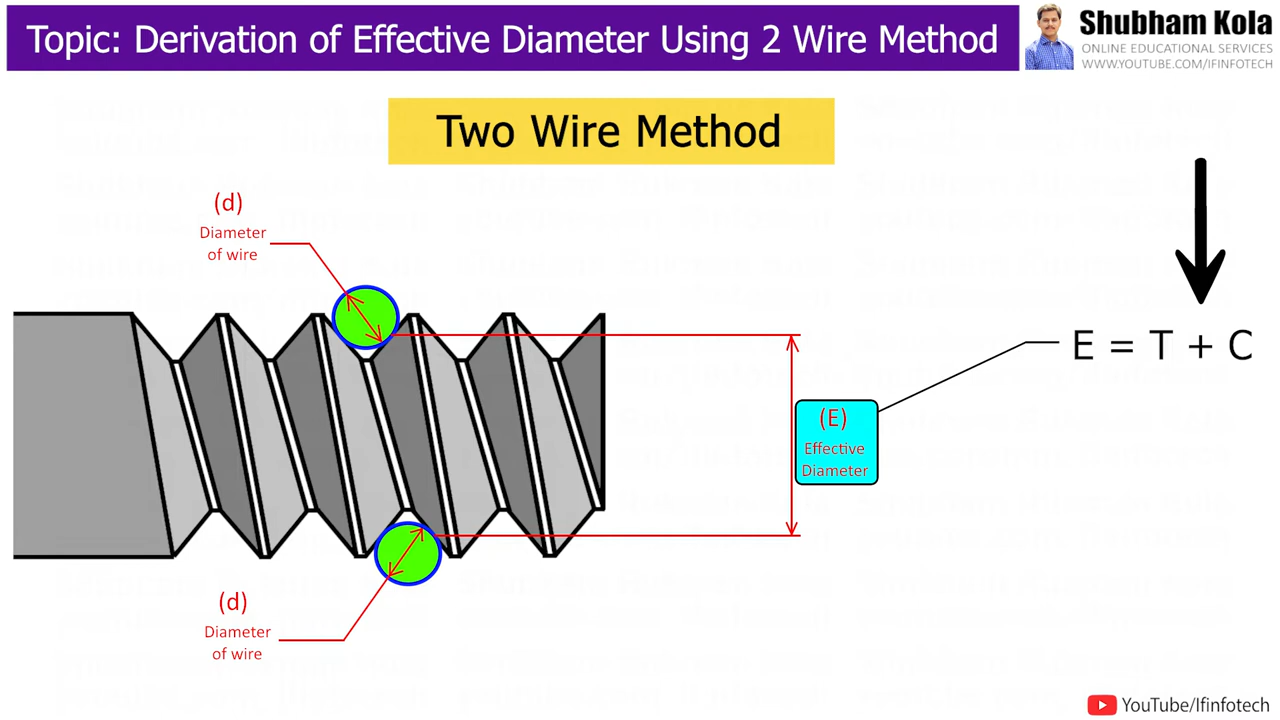 Topic: Derivation of Effective Diameter Using 2 Wire Method
Shubham Kola
ONLINE EDUCATIONAL SERVICES
WWW.YOUTUBE.COM/IFINFOTECH
Two Wire Method
(d)
Diameter
of wire
E = T + C
(E)
Effective
Diameter
(d)
Diameter
of wire
YouTube/Ifinfotech